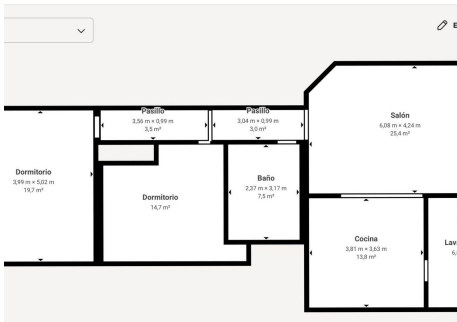 E
Pasillo
3,56 m × 0,99 m
3,5 m²
Pasillo
3,04 m × 0,99 m
3,0 m²
Salón
6,08 m × 4,24 m
25,4 m²
Dormitorio
3,99 m × 5,02 m
19,7 m²
Dormitorio
14,7 m²
Baño
2,37 m × 3,17 m
7,5 m²
Cocina
3,81 m × 3,63 m
13,8 m²
Lav
6,